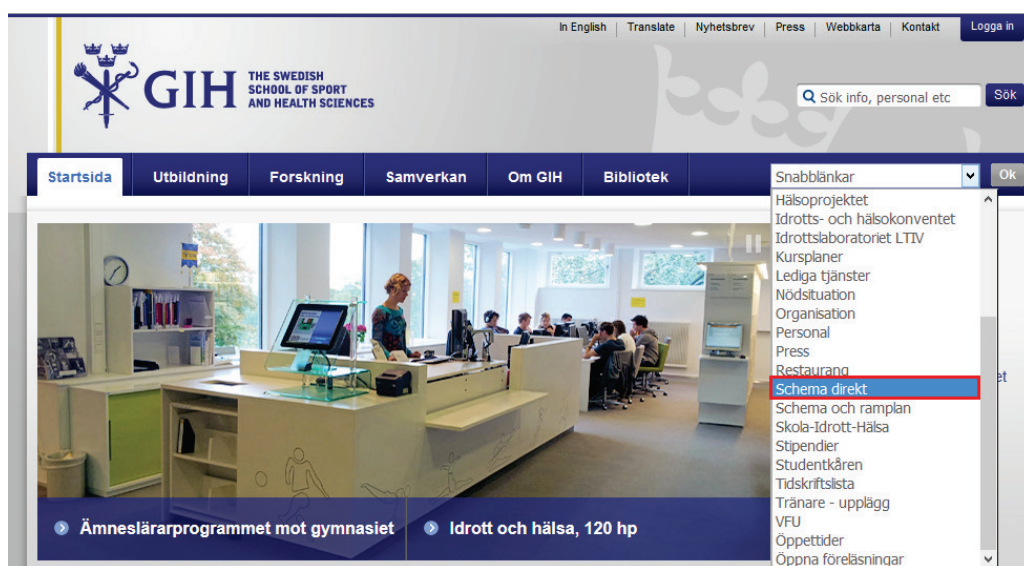 In English | Translate | Nyhetsbrev | Press | Webbkarta | Kontakt
Logga in
GIH
THE SWEDISH
SCHOOL OF SPORT
AND HEALTH SCIENCES
Sök info, personal etc
Sök
Startsida Utbildning Forskning Samverkan Om GIH Bibliotek
Snabblänkar
Ok
Hälsoprojektet
Idrotts- och hälsokonventet
Idrottslaboratoriet LTIV
Kursplaner
Lediga tjänster
Nödsituation
Organisation
Personal
Press
Restaurang
Schema direkt
Schema och ramplan
Skola-Idrott-Hälsa
Stipendier
Studentkåren
Tidskriftslista
Tränare - upplägg
VFU
Öppettider
Öppna föreläsningar
et
Ämneslärarprogrammet mot gymnasiet
Idrott och hälsa, 120 hp